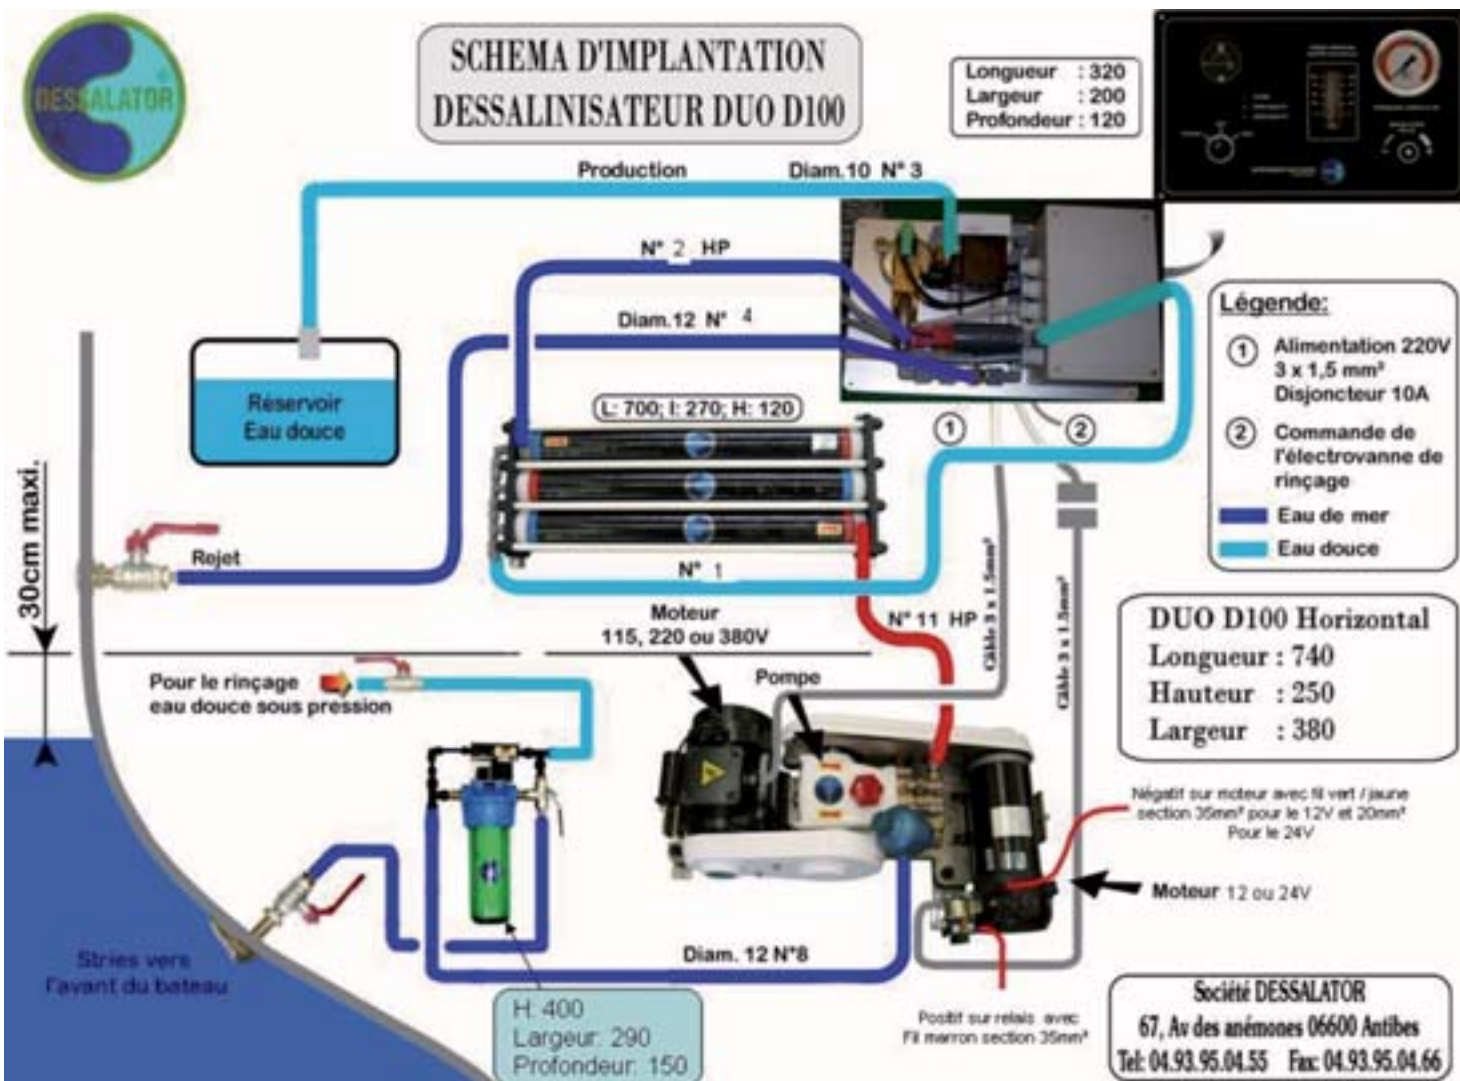 DESSALATOR
SCHEMA D'IMPLANTATION
DESSALINISATEUR DUO D100
Longueur : 320
Largeur : 200
Profondeur : 120
Production
Diam.10 N° 3
N° 2 HP
Diam.12 N° 4
Réservoir
Eau douce
L: 700; l: 270; H: 120
1
2
Légende:
1 Alimentation 220V
3 x 1,5 mm²
Disjoncteur 10A
2 Commande de
l'électrovanne de
rinçage
Eau de mer
Eau douce
30cm maxi.
Rejet
N° 1
Moteur
115, 220 ou 380V
N° 11 HP
Câble 3 x 1.5mm²
Câble 3 x 1.5mm²
DUO D100 Horizontal
Longueur : 740
Hauteur : 250
Largeur : 380
Pour le rinçage
eau douce sous pression
Pompe
Négatif sur moteur avec fil vert / jaune
section 35mm² pour le 12V et 20mm²
Pour le 24V
Moteur 12 ou 24V
Stries vers
l'avant du bateau
Diam. 12 N°8
H: 400
Largeur: 290
Profondeur: 150
Positif sur relais avec
Fil marron section 35mm²
Société DESSALATOR
67, Av des anémones 06600 Antibes
Tel: 04.93.95.04.55 Fax: 04.93.95.04.66